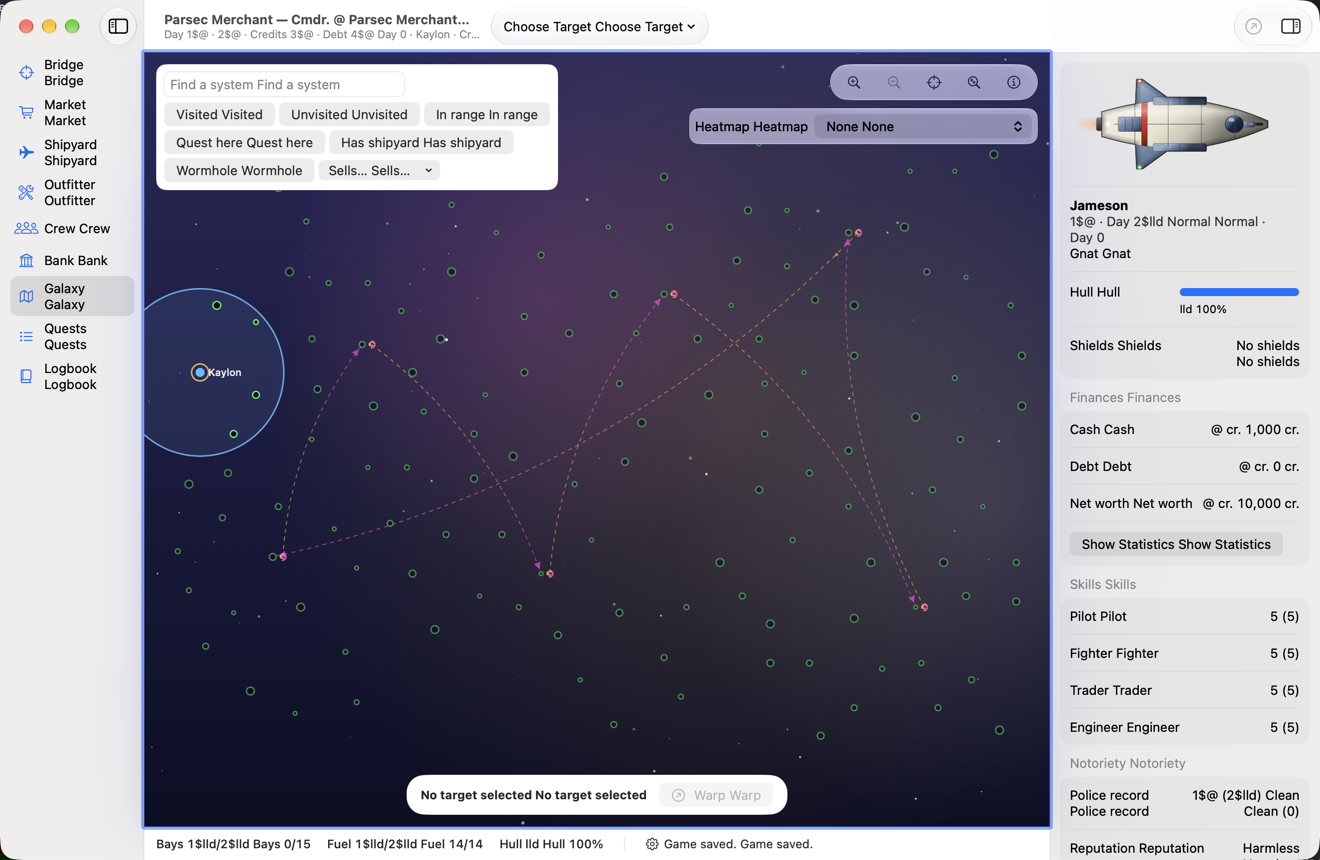 Parsec Merchant — Cmdr. @ Parsec Merchant...
Day 1$@ · 2$@ · Credits 3$@ · Debt 4$@ Day 0 · Kaylon · Cr...
Choose Target Choose Target
Bridge
Bridge
Market
Market
Shipyard
Shipyard
Outfitter
Outfitter
Crew Crew
Bank Bank
Galaxy
Galaxy
Quests
Quests
Logbook
Logbook
Find a system Find a system
Visited Visited
Unvisited Unvisited
In range In range
Quest here Quest here
Has shipyard Has shipyard
Wormhole Wormhole
Sells... Sells...
Heatmap Heatmap
None None
Kaylon
No target selected No target selected
Warp Warp
Bays 1$lld/2$lld Bays 0/15
Fuel 1$lld/2$lld Fuel 14/14
Hull lld Hull 100%
Game saved. Game saved.
Jameson
1$@ · Day 2$lld Normal Normal ·
Day 0
Gnat Gnat
Hull Hull
lld 100%
Shields Shields
No shields
No shields
Finances Finances
Cash Cash
@ cr. 1,000 cr.
Debt Debt
@ cr. 0 cr.
Net worth Net worth
@ cr. 10,000 cr.
Show Statistics Show Statistics
Skills Skills
Pilot Pilot
5 (5)
Fighter Fighter
5 (5)
Trader Trader
5 (5)
Engineer Engineer
5 (5)
Notoriety Notoriety
Police record
Police record
1$@ (2$lld) Clean
Clean (0)
Reputation Reputation
Harmless